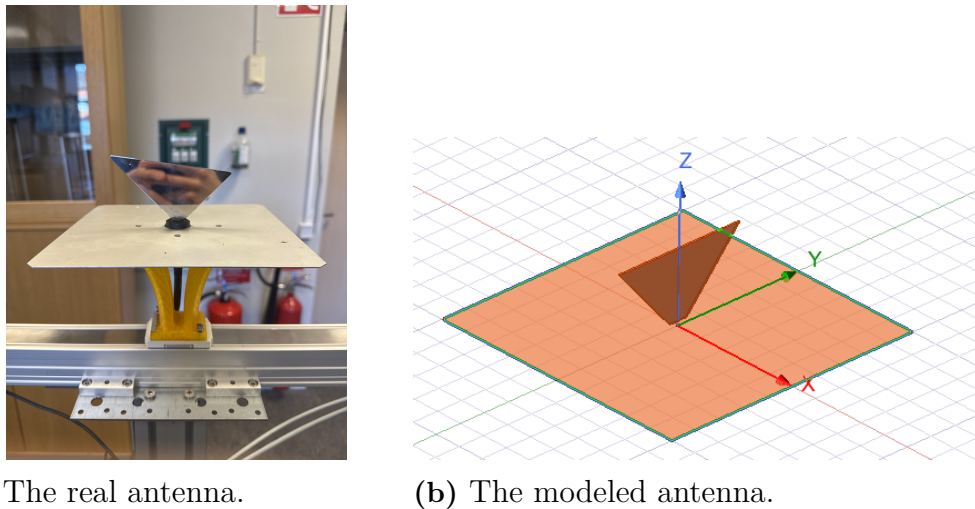 Z
Y
X
The real antenna.
(b) The modeled antenna.